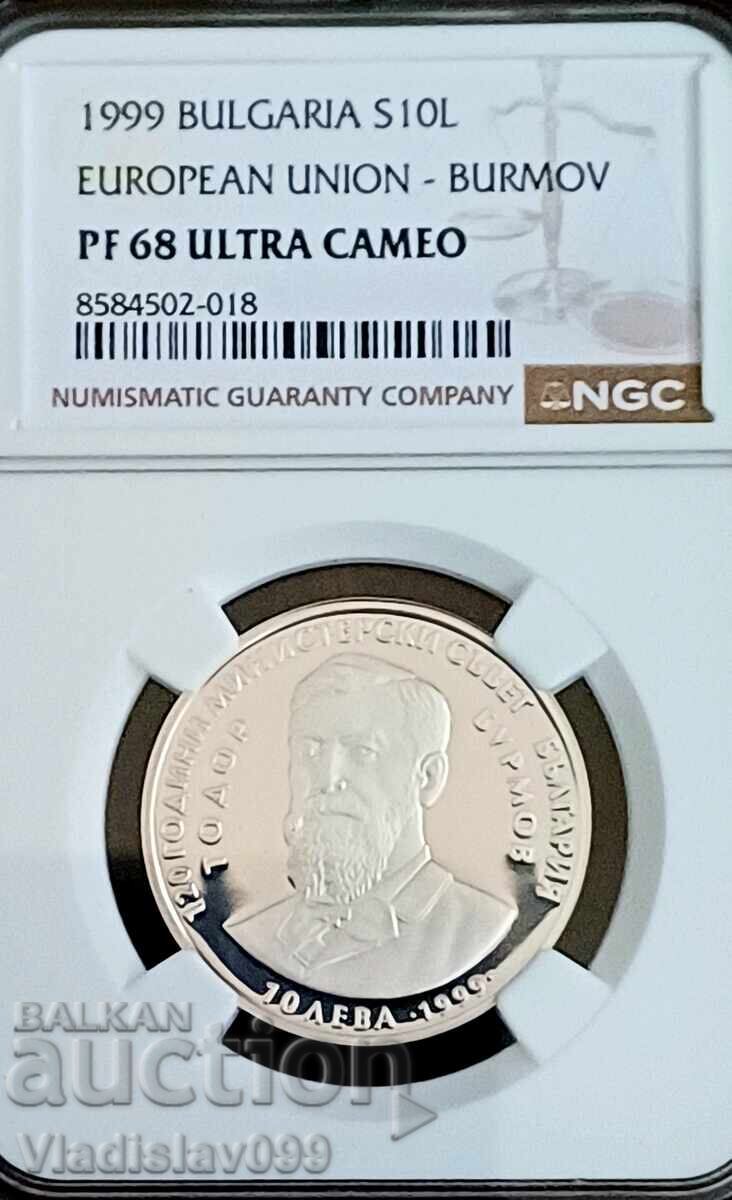 1999 BULGARIA S10L
EUROPEAN UNION - BURMOV
PF 68 ULTRA CAMEO
8584502-018
NUMISMATIC GUARANTY COMPANY
NGC
120 ГОДИНИ МИНИСТЕРСКИ СЪВЕТ БЪЛГАРИЯ
ТОДОР
БУРМОВ
10 ЛЕВА · 1999 ·
BALKAN
auction
Vladislav099